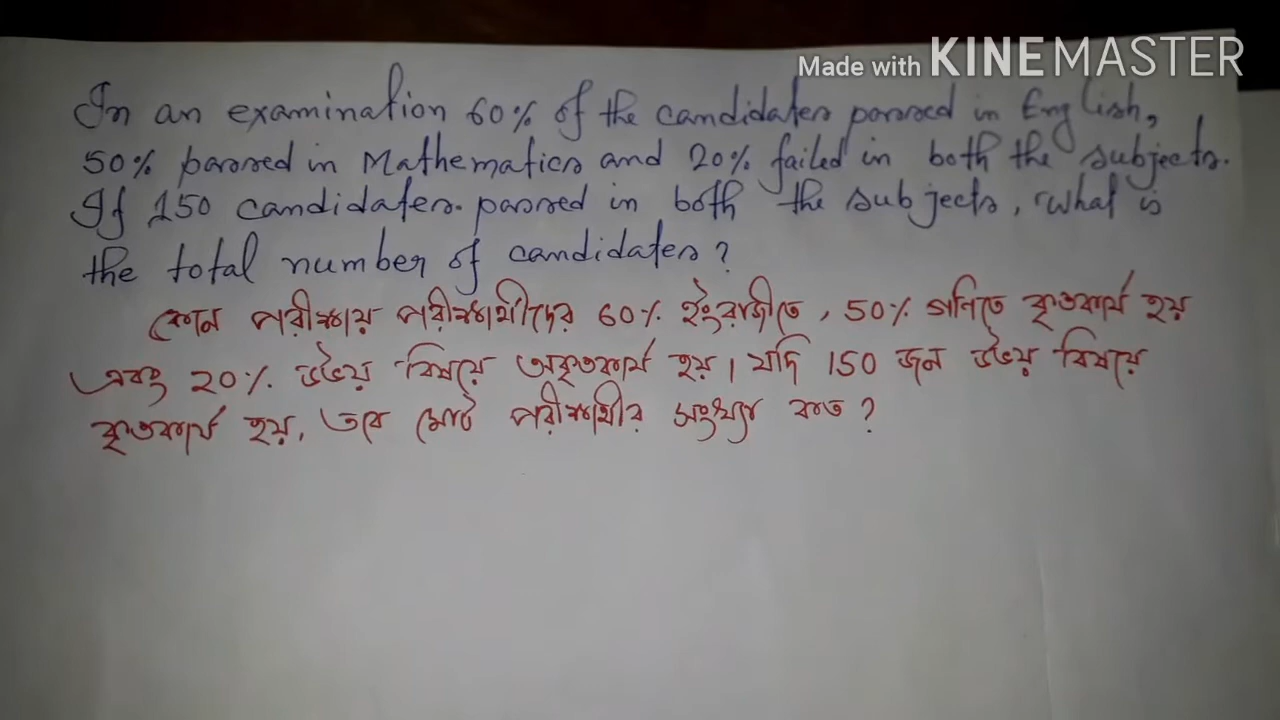 Made with KINEMASTER
In an examination 60% of the candidates passed in English,
50% passed in Mathematics and 20% failed in both the subjects.
If 150 candidates passed in both the subjects, what is
the total number of candidates?
কোন পরীক্ষায় পরীক্ষার্থীদের 60% ইংরাজীতে, 50% গনিতে কৃতকার্য হয়
এবং 20% উভয় বিষয়ে অকৃতকার্য হয়। যদি 150 জন উভয় বিষয়ে
কৃতকার্য হয়, তবে মোট পরীক্ষার্থীর সংখ্যা কত?